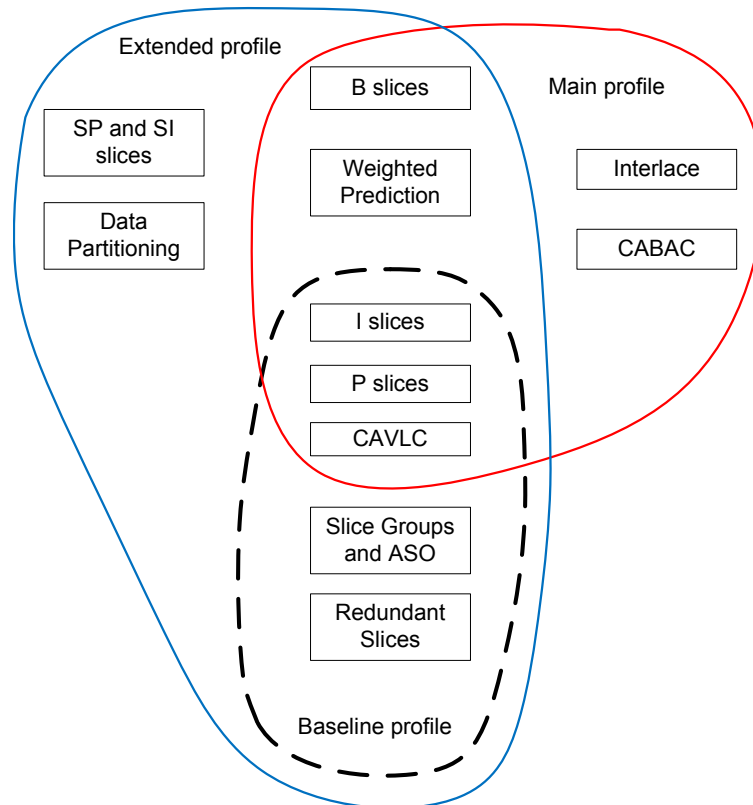 Extended profile
B slices
Main profile
SP and SI
slices
Weighted
Prediction
Interlace
Data
Partitioning
CABAC
I slices
P slices
CAVLC
Slice Groups
and ASO
Redundant
Slices
Baseline profile